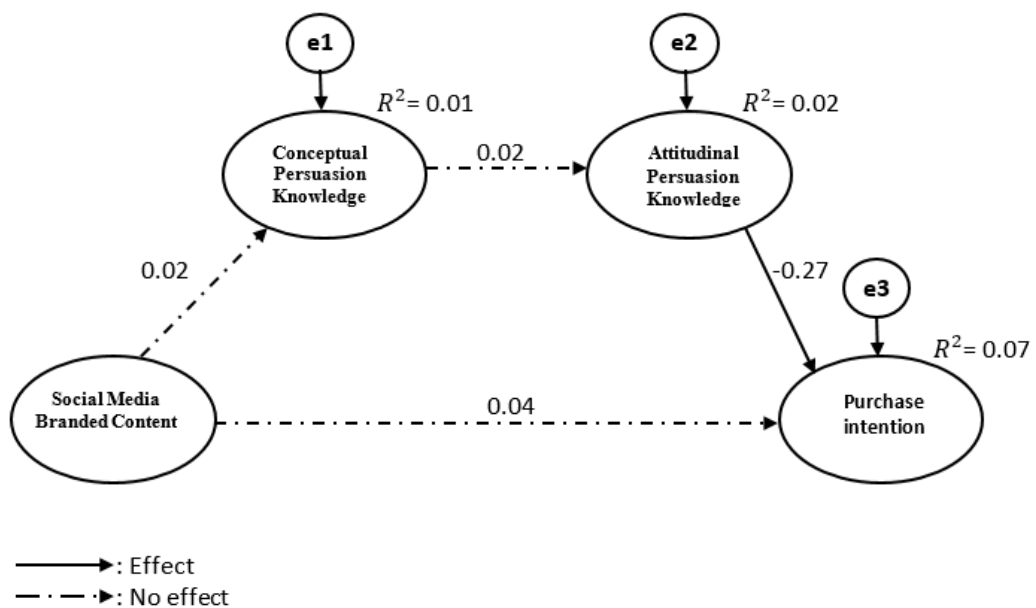 e1
e2
R²= 0.01
R²= 0.02
Conceptual
Persuasion
Knowledge
0.02
Attitudinal
Persuasion
Knowledge
0.02
-0.27
e3
R²= 0.07
Social Media
Branded Content
0.04
Purchase
intention
: Effect
: No effect